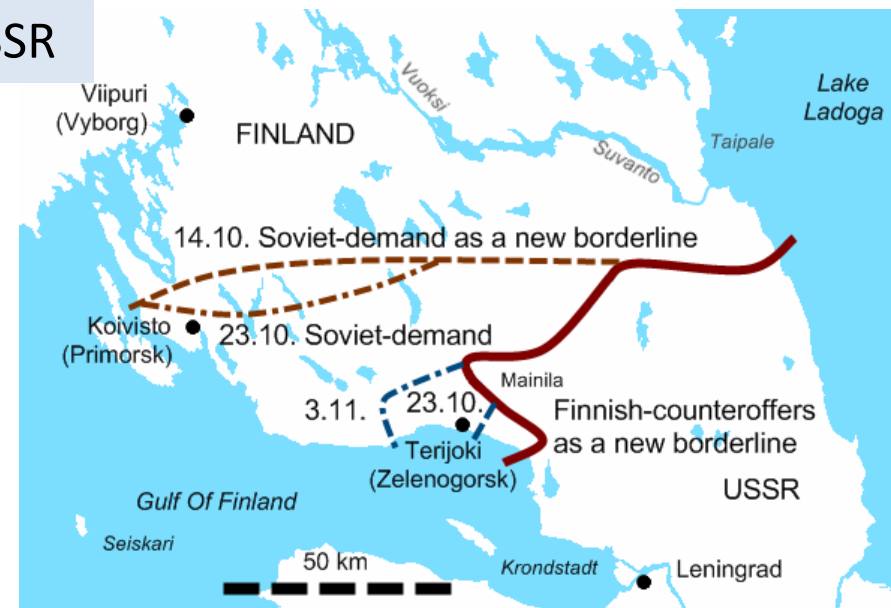 SSR
Viipuri
(Vyborg)
FINLAND
Vuoksi
Suvanto
Taipale
Lake
Ladoga
14.10. Soviet-demand as a new borderline
Koivisto
(Primorsk)
23.10. Soviet-demand
Mainila
3.11.
23.10.
Finnish-counteroffers
as a new borderline
Terijoki
(Zelenogorsk)
USSR
Gulf Of Finland
Seiskari
50 km
Krondstadt
Leningrad